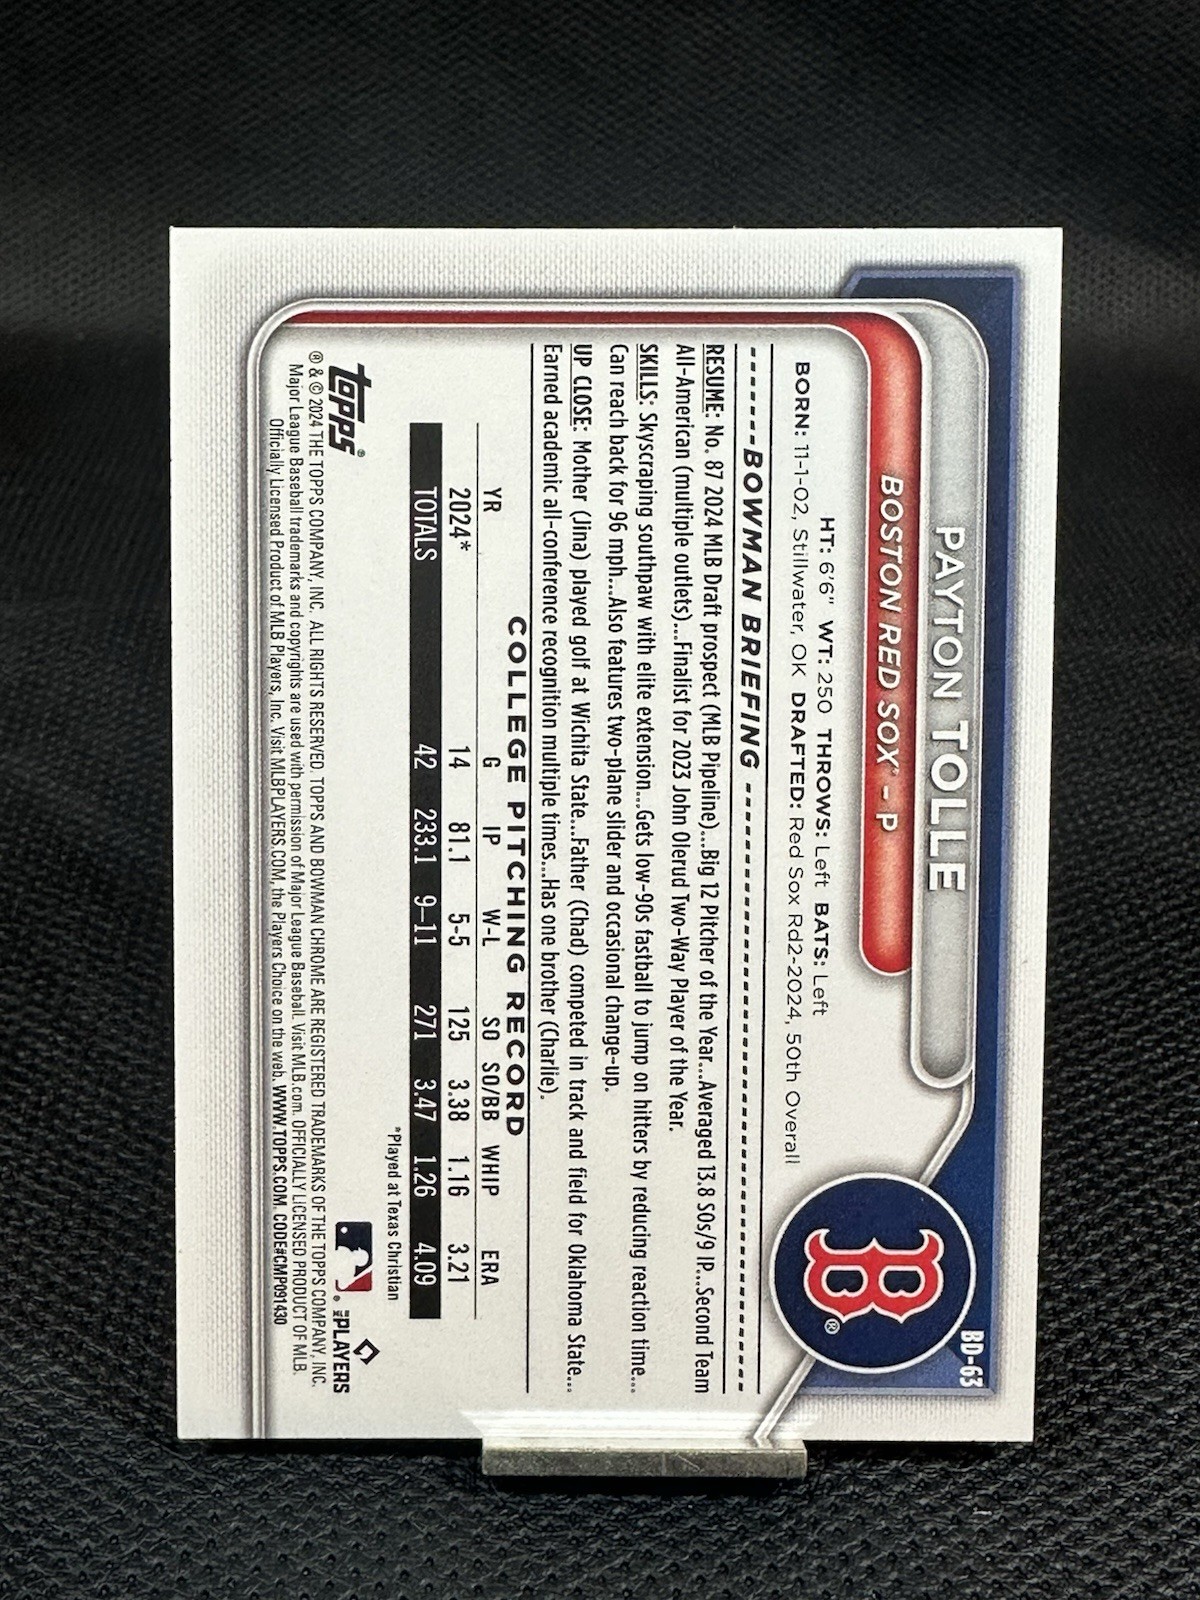 BD-63
PAYTON TOLLE
BOSTON RED SOX® – P
B®
HT: 6'6" WT: 250 THROWS: Left BATS: Left
BORN: 11-1-02, Stillwater, OK DRAFTED: Red Sox Rd2-2024, 50th Overall
BOWMAN BRIEFING
RESUME: No. 87 2024 MLB Draft prospect (MLB Pipeline)...Big 12 Pitcher of the Year...Averaged 13.8 SOs/9 IP...Second Team
All-American (multiple outlets)...Finalist for 2023 John Olerud Two-Way Player of the Year.
SKILLS: Skyscraping southpaw with elite extension...Gets low-90s fastball to jump on hitters by reducing reaction time...
Can reach back for 96 mph...Also features two-plane slider and occasional change-up.
UP CLOSE: Mother (Jina) played golf at Wichita State...Father (Chad) competed in track and field for Oklahoma State...
Earned academic all-conference recognition multiple times...Has one brother (Charlie).
COLLEGE PITCHING RECORD
YR G IP W-L SO SO/BB WHIP ERA
2024* 14 81.1 5-5 125 3.38 1.16 3.21
TOTALS 42 233.1 9–11 271 3.47 1.26 4.09
*Played at Texas Christian
topps®
MLB PLAYERS
® & © 2024 THE TOPPS COMPANY, INC. ALL RIGHTS RESERVED. TOPPS AND BOWMAN CHROME ARE REGISTERED TRADEMARKS OF THE TOPPS COMPANY, INC.
Major League Baseball trademarks and copyrights are used with permission of Major League Baseball. Visit MLB.com. OFFICIALLY LICENSED PRODUCT OF MLB.
Officially Licensed Product of MLB Players, Inc. Visit MLBPLAYERS.COM, the Players Choice on the web. WWW.TOPPS.COM. CODE#CMP091430